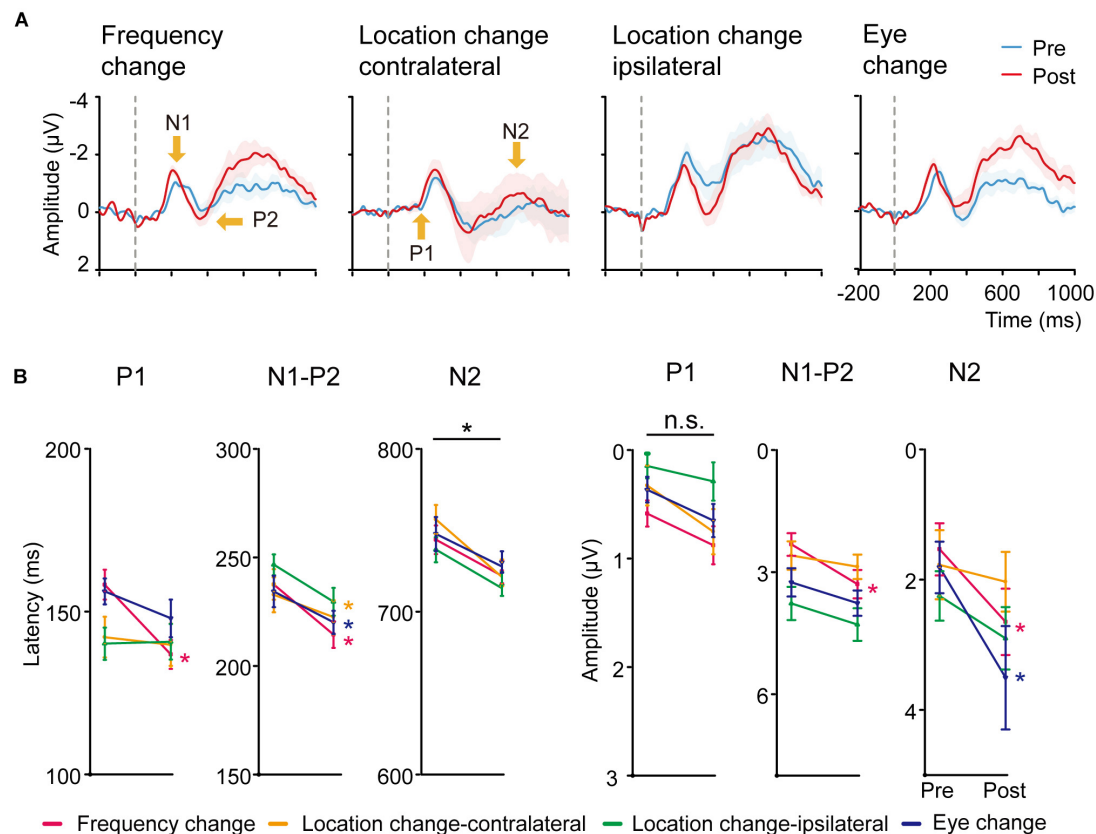 A
Frequency
change
Location change
contralateral
Location change
ipsilateral
Eye
change
Pre
Post
Amplitude (μV)
-4
-2
0
2
N1
P2
N2
P1
-200 200 600 1000
Time (ms)
B
P1 N1-P2 N2 P1 N1-P2 N2
* n.s.
Latency (ms)
200
150
100
*
300
250
200
150
*
*
*
800
700
600
Amplitude (μV)
0
1
2
3
0
3
6
*
0
2
4
*
*
Pre Post
Frequency change Location change-contralateral Location change-ipsilateral Eye change